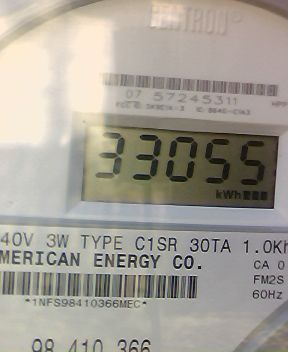 07 57245311
33055
kWh
40V 3W TYPE C1SR 30TA 1.0Kh
MERICAN ENERGY CO.
CA 0
FM2S
60Hz
*1NFS98410366MEC*
98 410 366